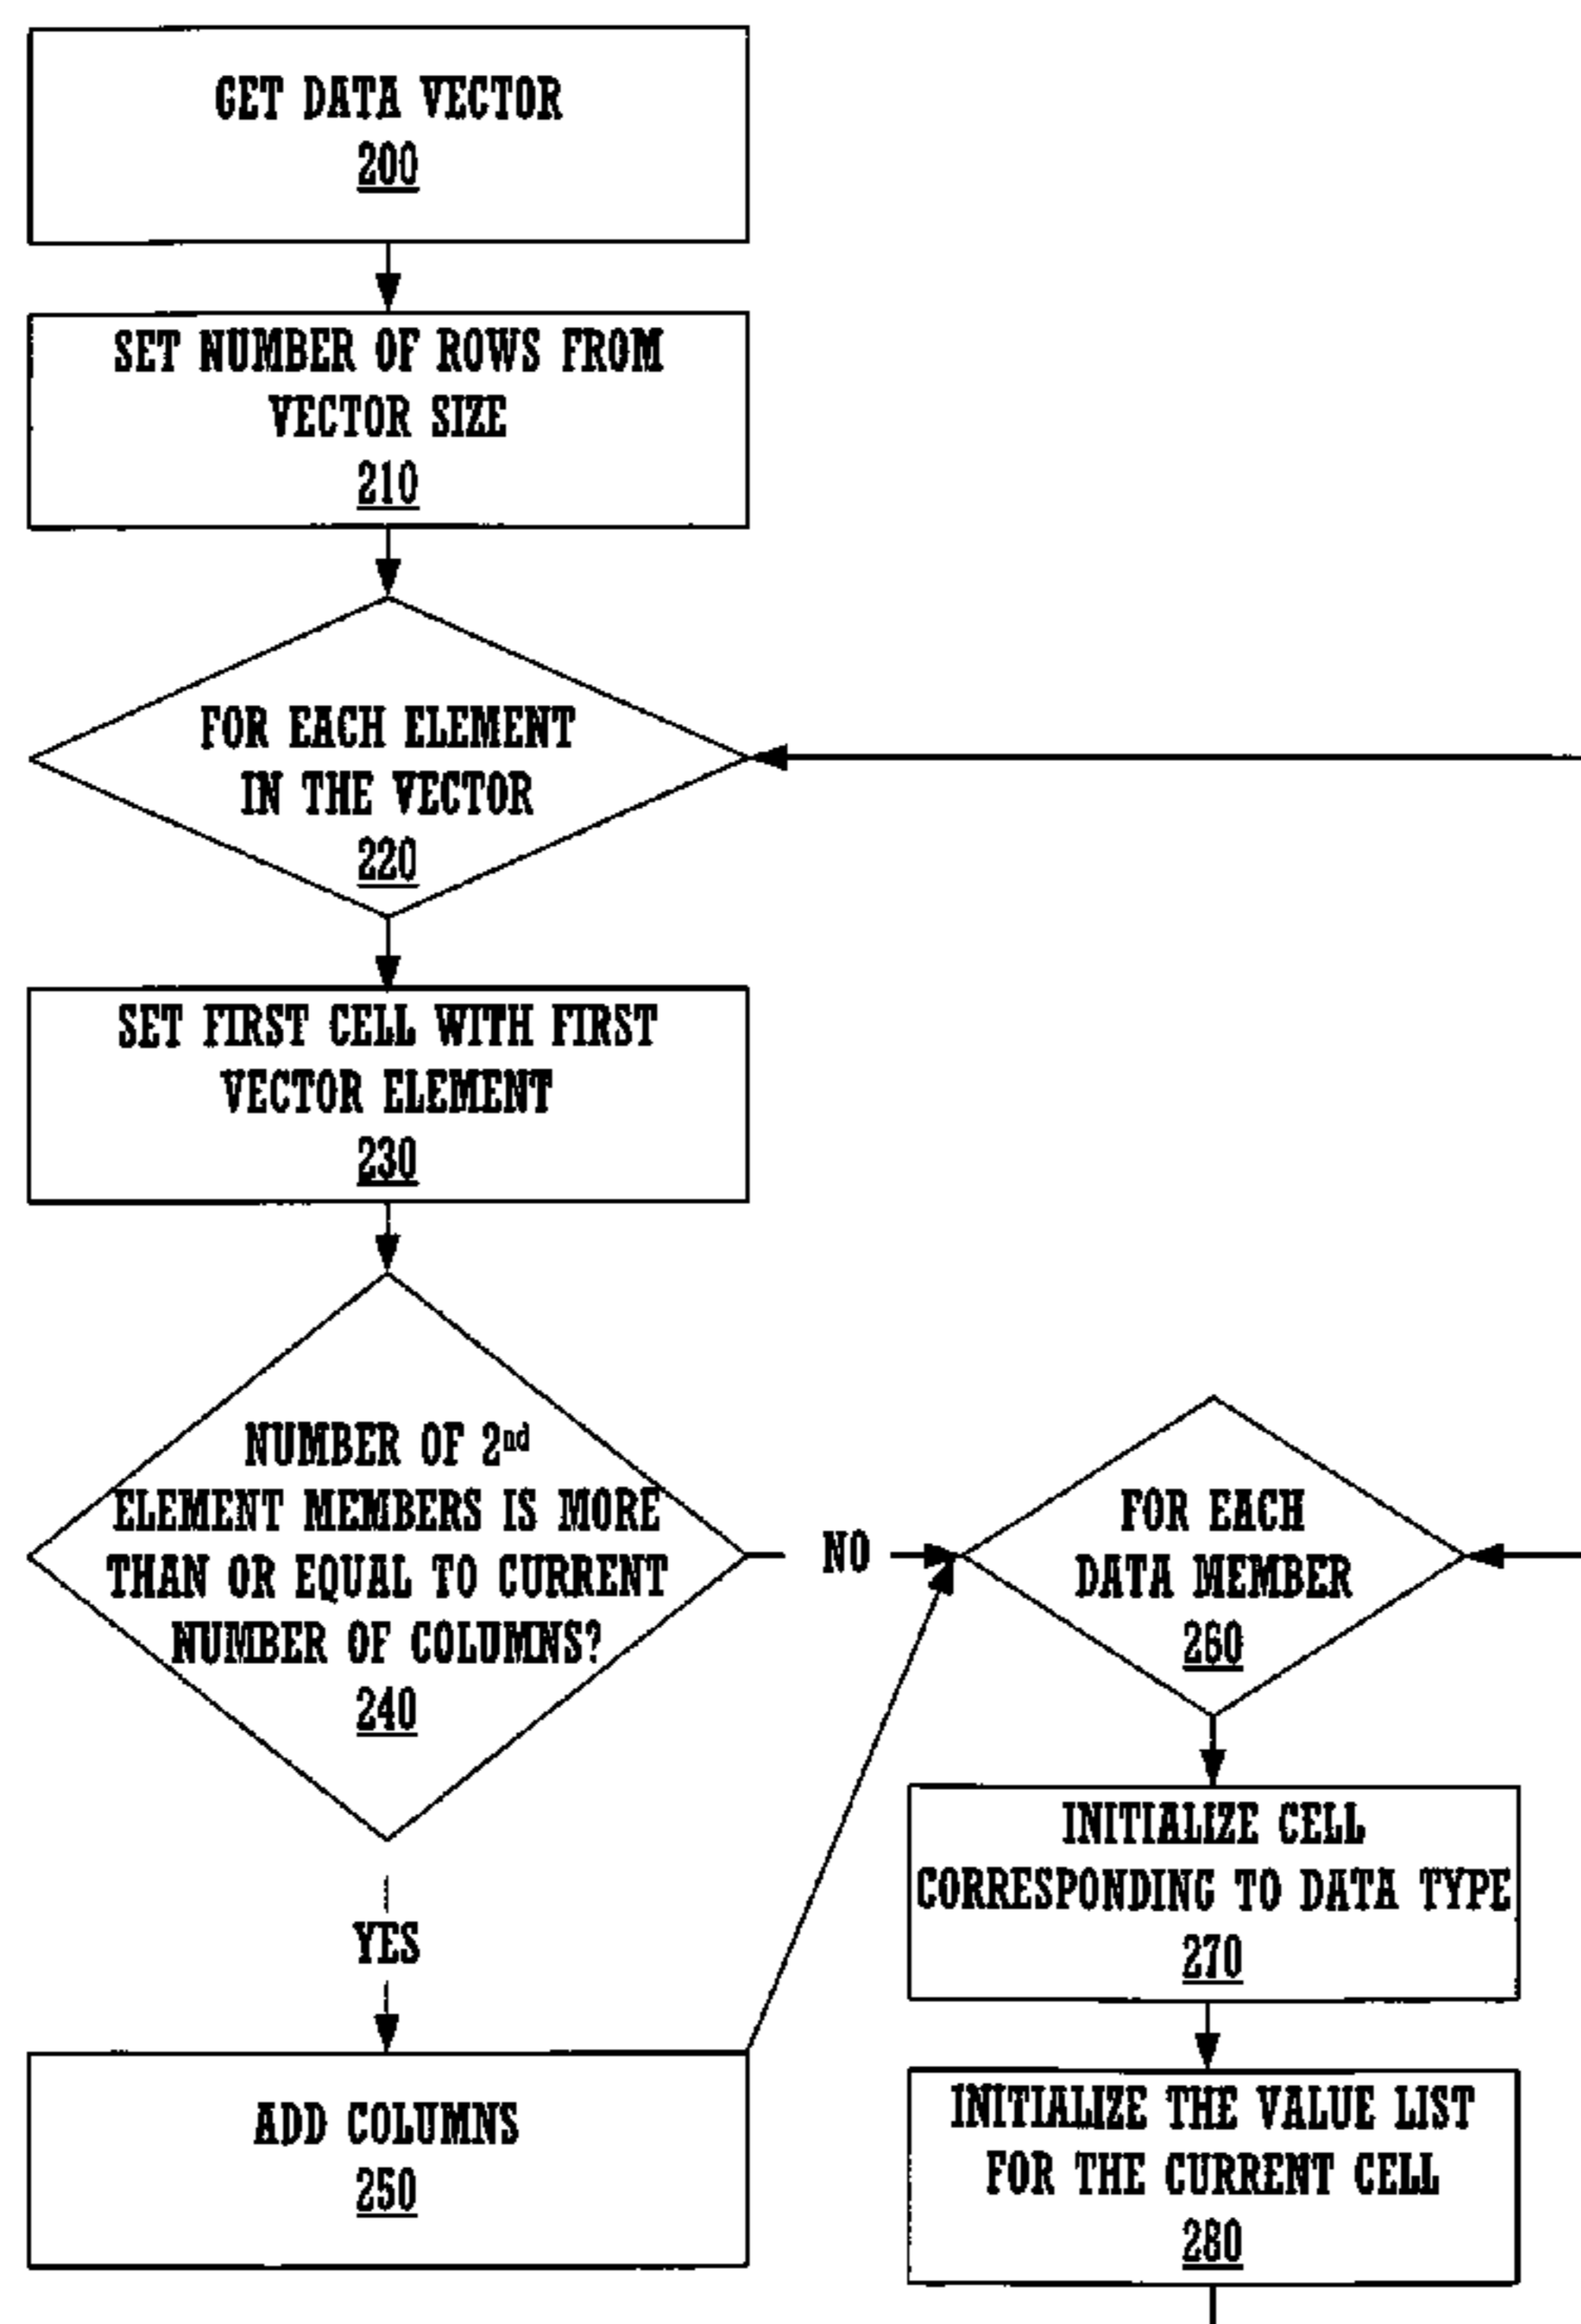 GET DATA VECTOR
200
SET NUMBER OF ROWS FROM
VECTOR SIZE
210
FOR EACH ELEMENT
IN THE VECTOR
220
SET FIRST CELL WITH FIRST
VECTOR ELEMENT
230
NUMBER OF 2nd
ELEMENT MEMBERS IS MORE
THAN OR EQUAL TO CURRENT
NUMBER OF COLUMNS?
240
NO
YES
ADD COLUMNS
250
FOR EACH
DATA MEMBER
260
INITIALIZE CELL
CORRESPONDING TO DATA TYPE
270
INITIALIZE THE VALUE LIST
FOR THE CURRENT CELL
280